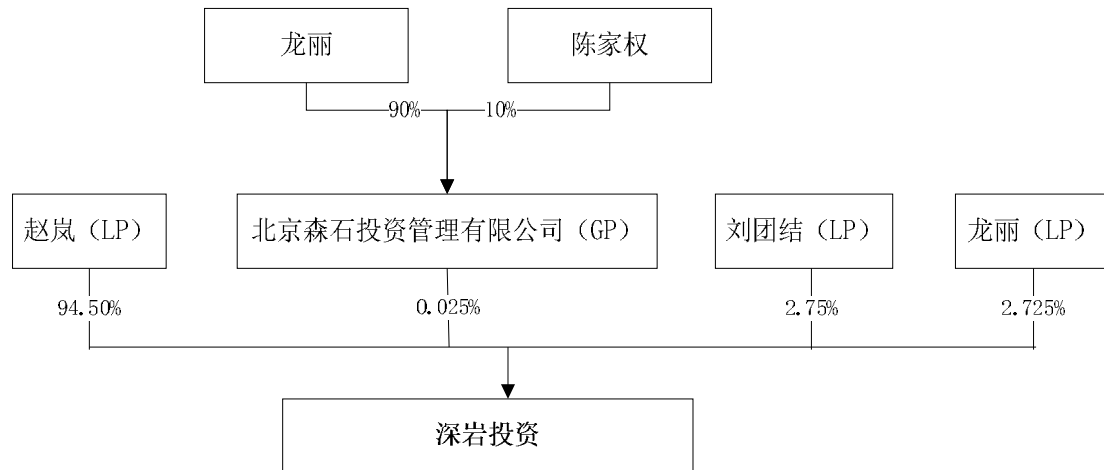 龙丽
陈家权
90%
10%
赵岚（LP）
北京森石投资管理有限公司（GP）
刘团结（LP）
龙丽（LP）
94.50%
0.025%
2.75%
2.725%
深岩投资